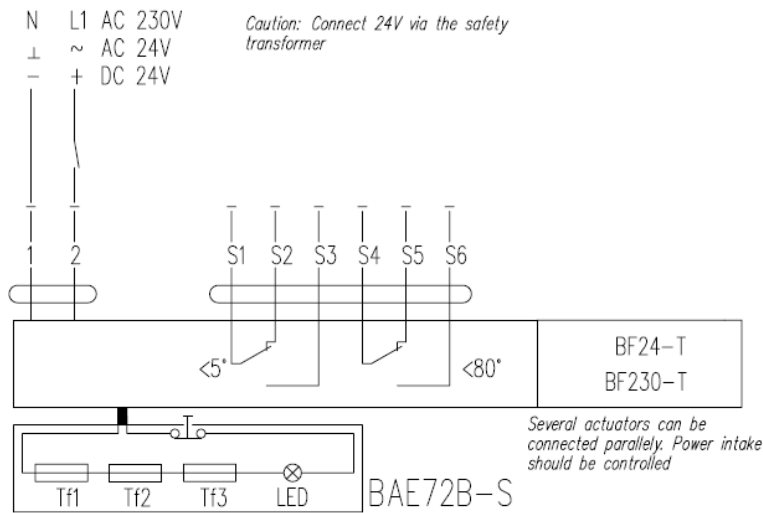 N L1 AC 230V
⊥ ~ AC 24V
− + DC 24V
Caution: Connect 24V via the safety
transformer
1 2 S1 S2 S3 S4 S5 S6
<5° <80°
BF24-T
BF230-T
Several actuators can be
connected parallely. Power intake
should be controlled
Tf1 Tf2 Tf3 LED
BAE72B-S